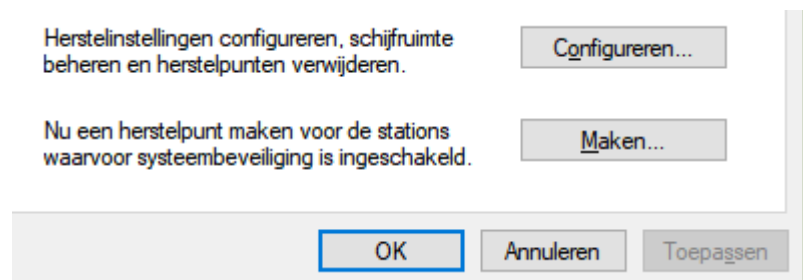 Herstelinstellingen configureren, schijfruimte
beheren en herstelpunten verwijderen.
Configureren...
Nu een herstelpunt maken voor de stations
waarvoor systeembeveiliging is ingeschakeld.
Maken...
OK
Annuleren
Toepassen